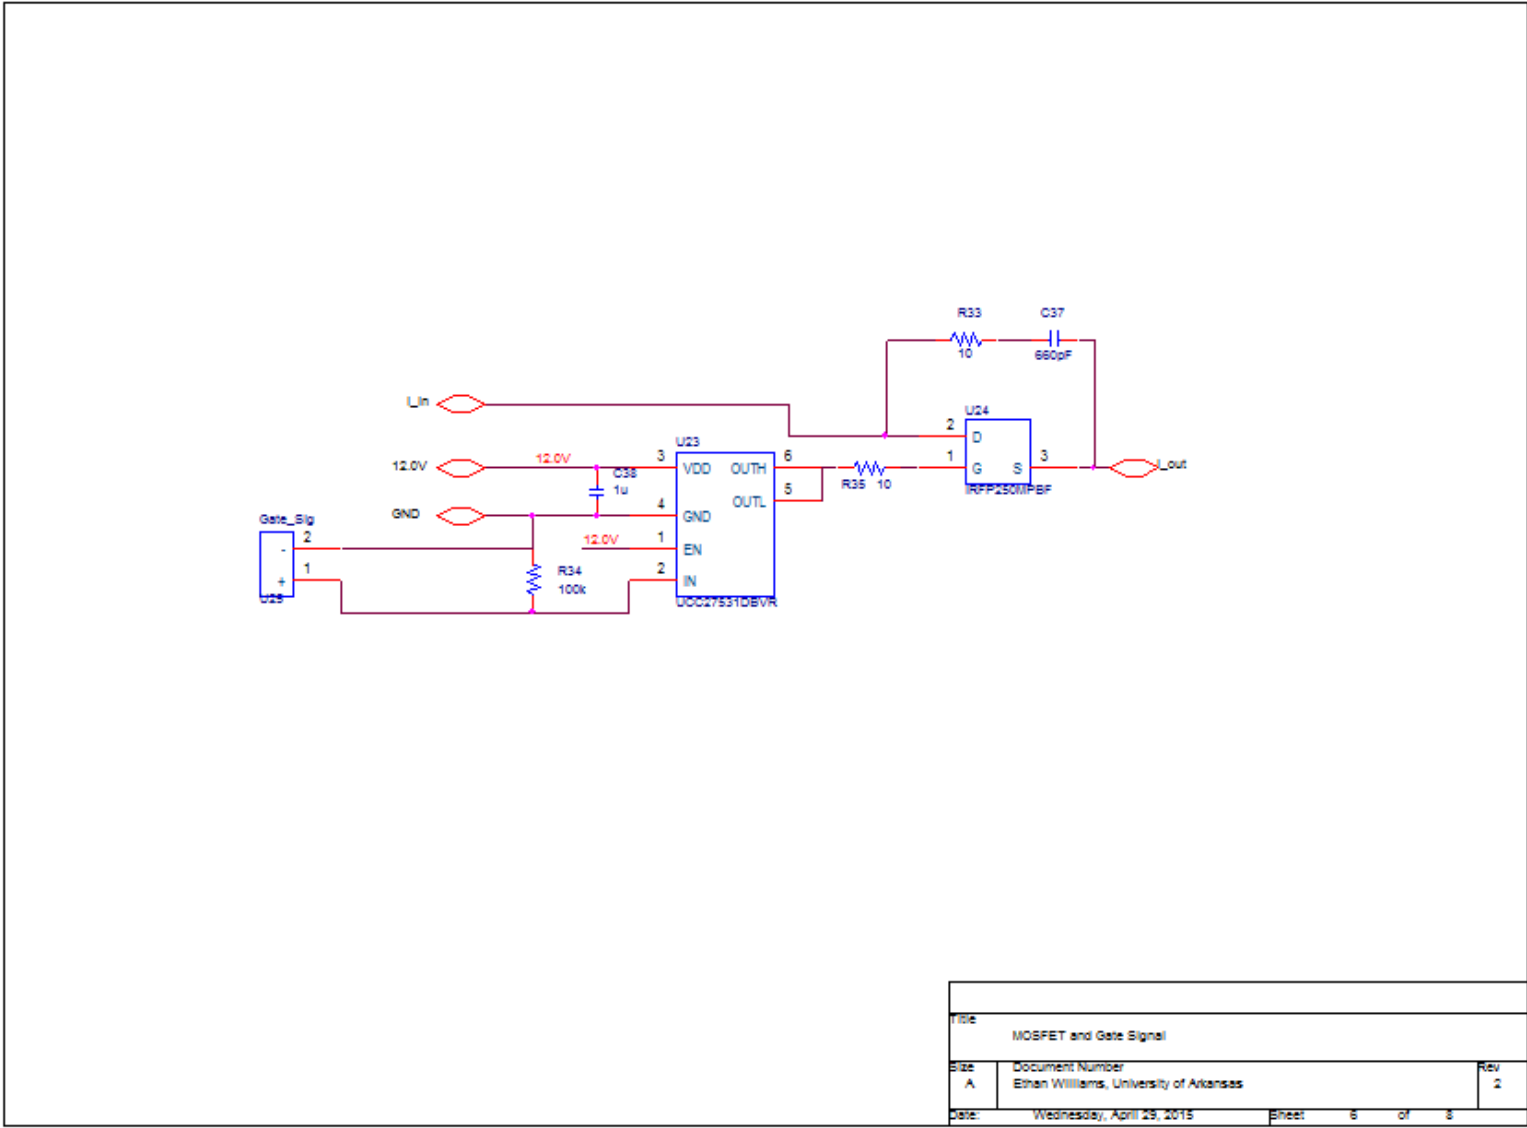 R33
C37
10
660pF
I_in
U24
2
D
U23
12.0V
12.0V
3
VDD
OUTH
6
1
G
S
3
I_out
C38
1u
R35
10
IRFP250MPBF
5
OUTL
GND
4
GND
Gate_Sig
2
-
12.0V
1
EN
1
+
R34
100k
2
IN
UCC27531DBVR
Title
MOSFET and Gate Signal
Size
Document Number
Rev
A
Ethan Williams, University of Arkansas
2
Date:
Wednesday, April 29, 2015
Sheet
6
of
8